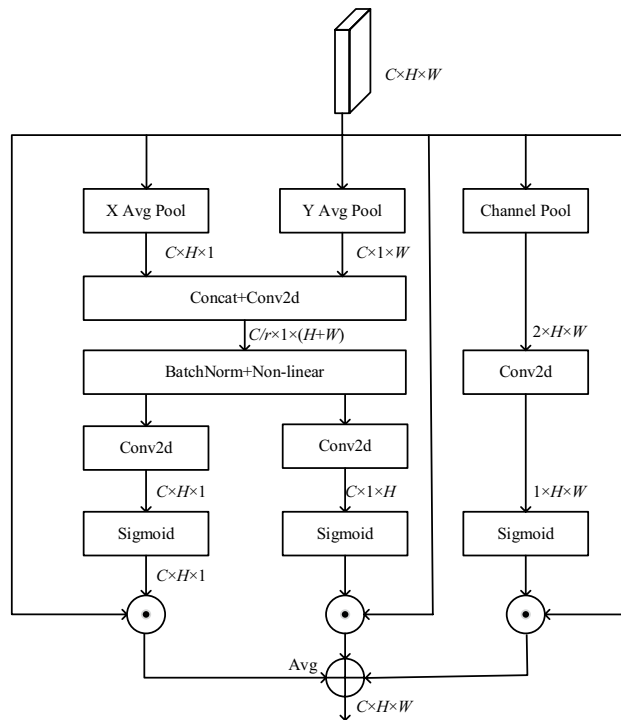 C×H×W
X Avg Pool
Y Avg Pool
Channel Pool
C×H×1
C×1×W
Concat+Conv2d
C/r×1×(H+W)
2×H×W
BatchNorm+Non-linear
Conv2d
Conv2d
Conv2d
C×H×1
C×1×H
1×H×W
Sigmoid
Sigmoid
Sigmoid
C×H×1
Avg
C×H×W